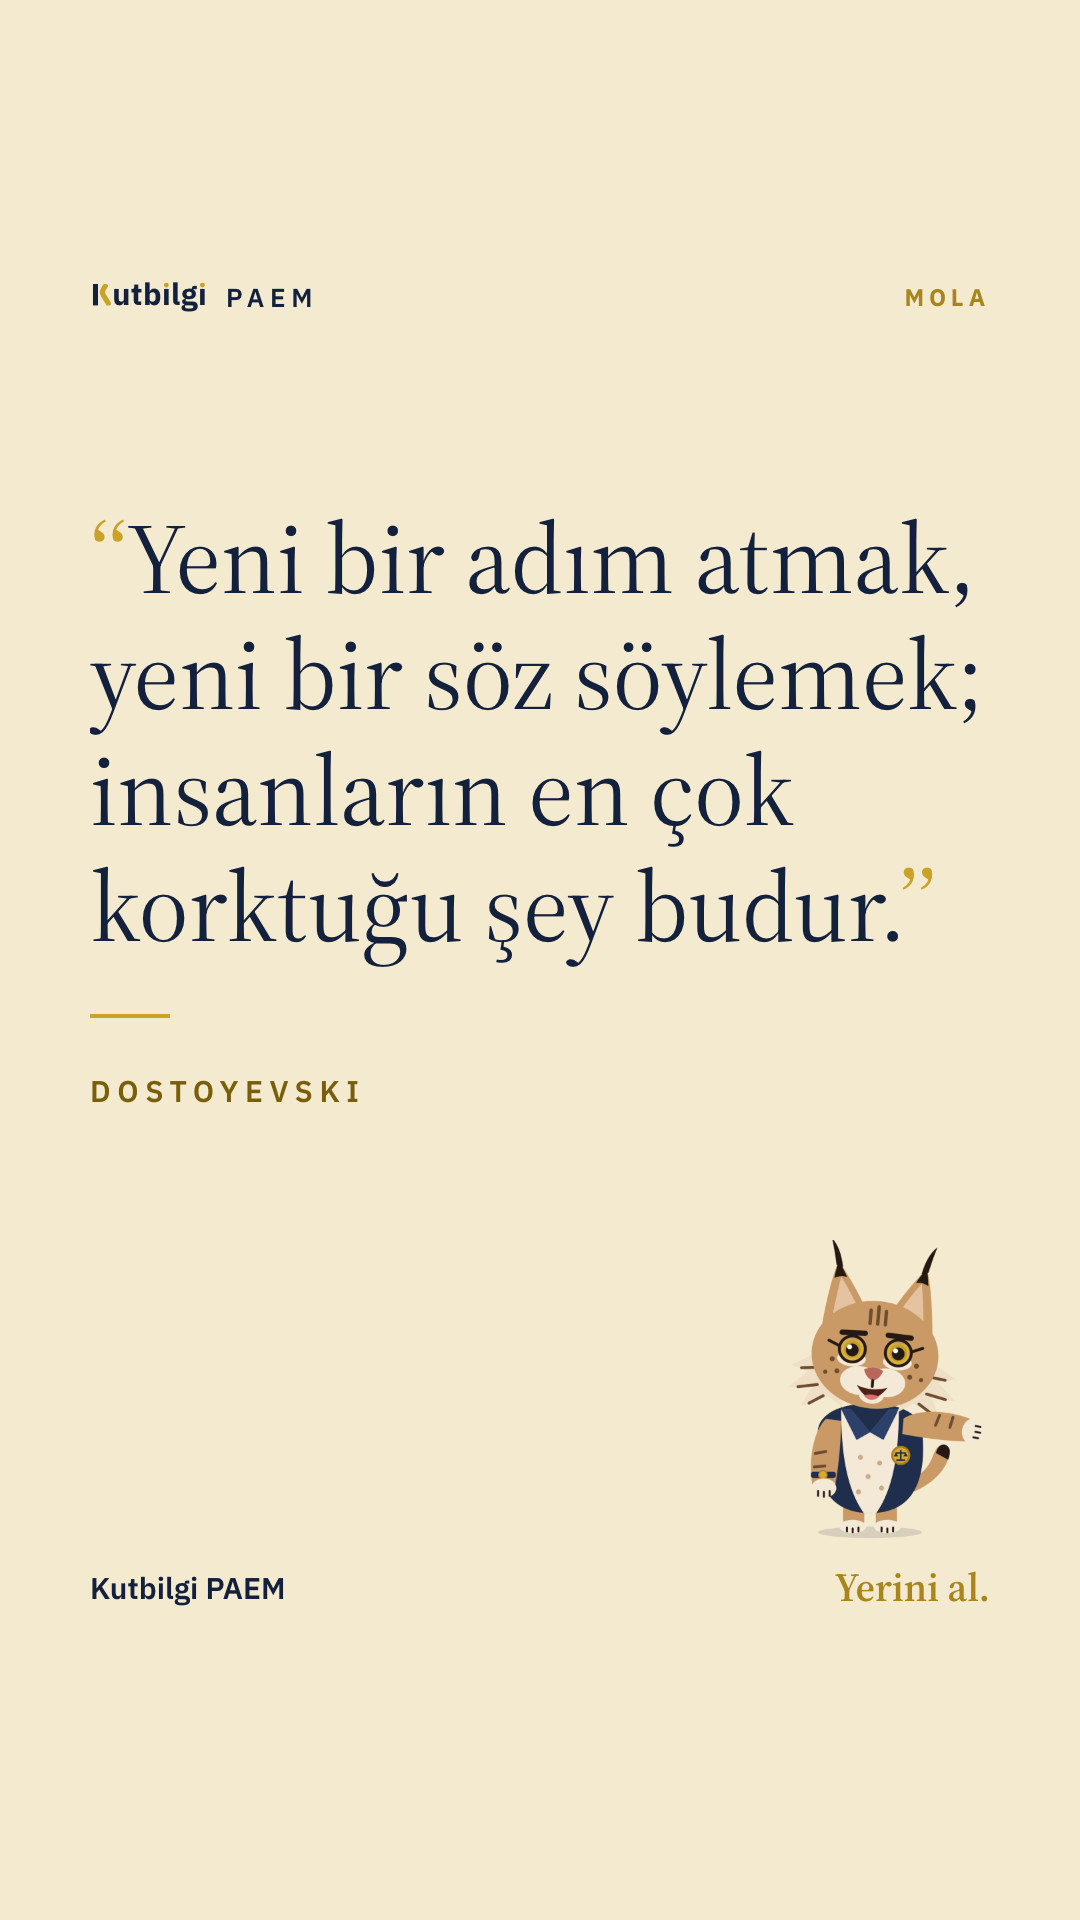 Kutbilgi PAEM
MOLA
“Yeni bir adım atmak,
yeni bir söz söylemek;
insanların en çok
korktuğu şey budur.”
DOSTOYEVSKI
Kutbilgi PAEM
Yerini al.